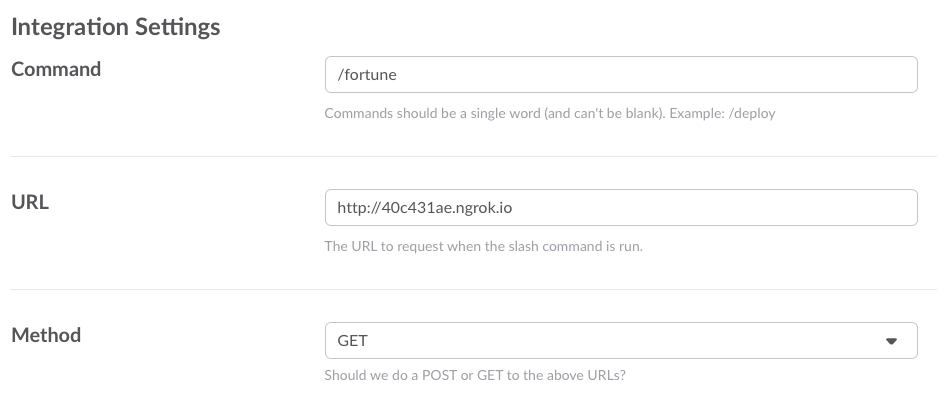 Integration Settings
Command
/fortune
Commands should be a single word (and can't be blank). Example: /deploy
URL
http://40c431ae.ngrok.io
The URL to request when the slash command is run.
Method
GET
Should we do a POST or GET to the above URLs?